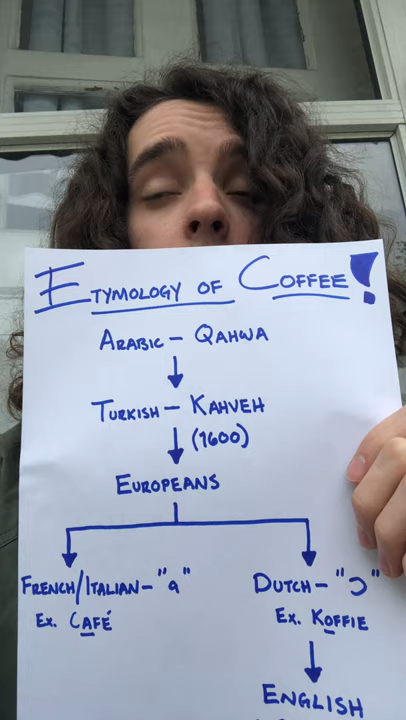 ETYMOLOGY OF COFFEE!
ARABIC – QAHWA
TURKISH – KAHVEH
(1600)
EUROPEANS
FRENCH/ITALIAN – "a"
Ex. CAFÉ
DUTCH – "ɔ"
Ex. KOFFIE
ENGLISH